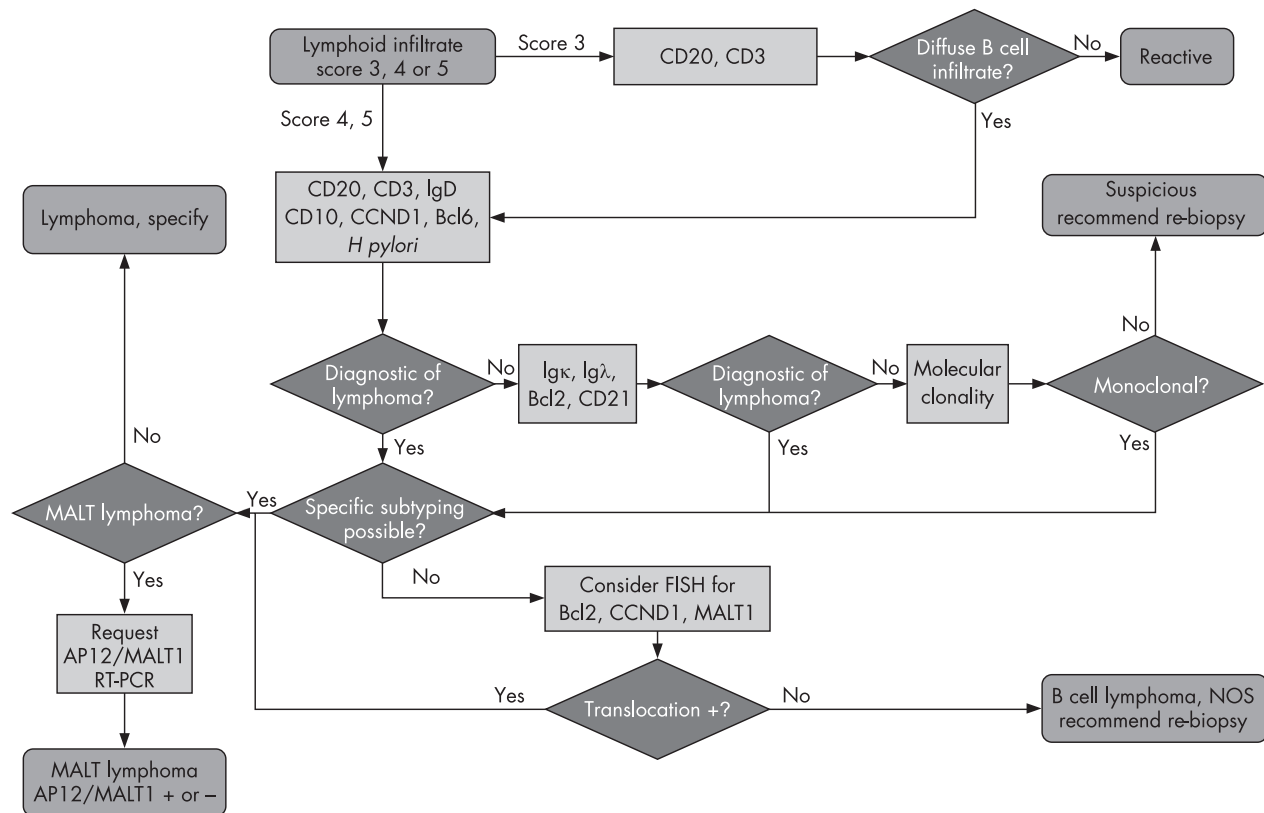 Lymphoid infiltrate
score 3, 4 or 5
Score 3
CD20, CD3
Diffuse B cell
infiltrate?
No
Reactive
Score 4, 5
Yes
CD20, CD3, IgD
CD10, CCND1, Bcl6,
H pylori
Lymphoma, specify
Suspicious
recommend re-biopsy
No
Diagnostic of
lymphoma?
No
Igκ, Igλ,
Bcl2, CD21
Diagnostic of
lymphoma?
No
Molecular
clonality
Monoclonal?
No
Yes
Yes
Yes
MALT lymphoma?
Yes
Specific subtyping
possible?
Yes
No
Consider FISH for
Bcl2, CCND1, MALT1
Request
AP12/MALT1
RT-PCR
Yes
Translocation +?
No
B cell lymphoma, NOS
recommend re-biopsy
MALT lymphoma
AP12/MALT1 + or –